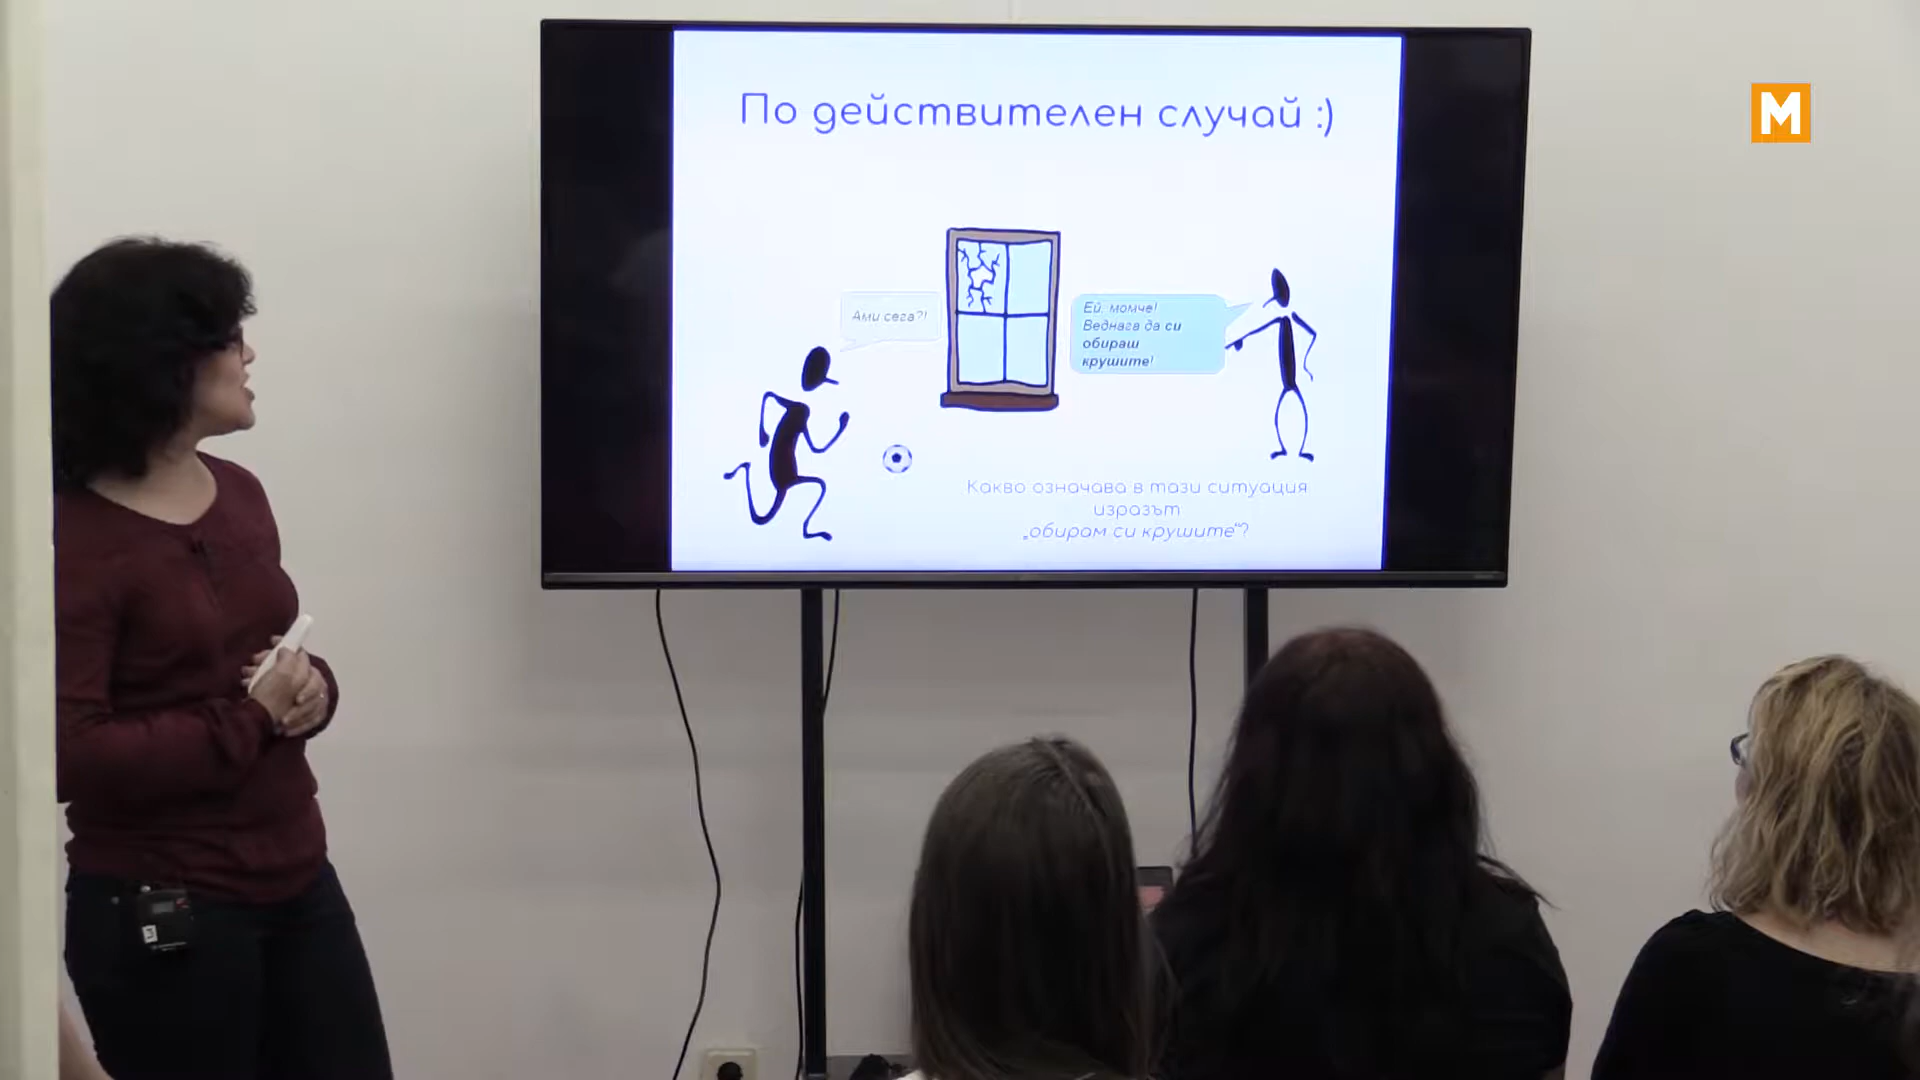 По действителен случай :)
M
Ами сега?!
Ей, момче!
Веднага да си
обираш
крушите!
Какво означава в тази ситуация
изразът
„обирам си крушите“?
3